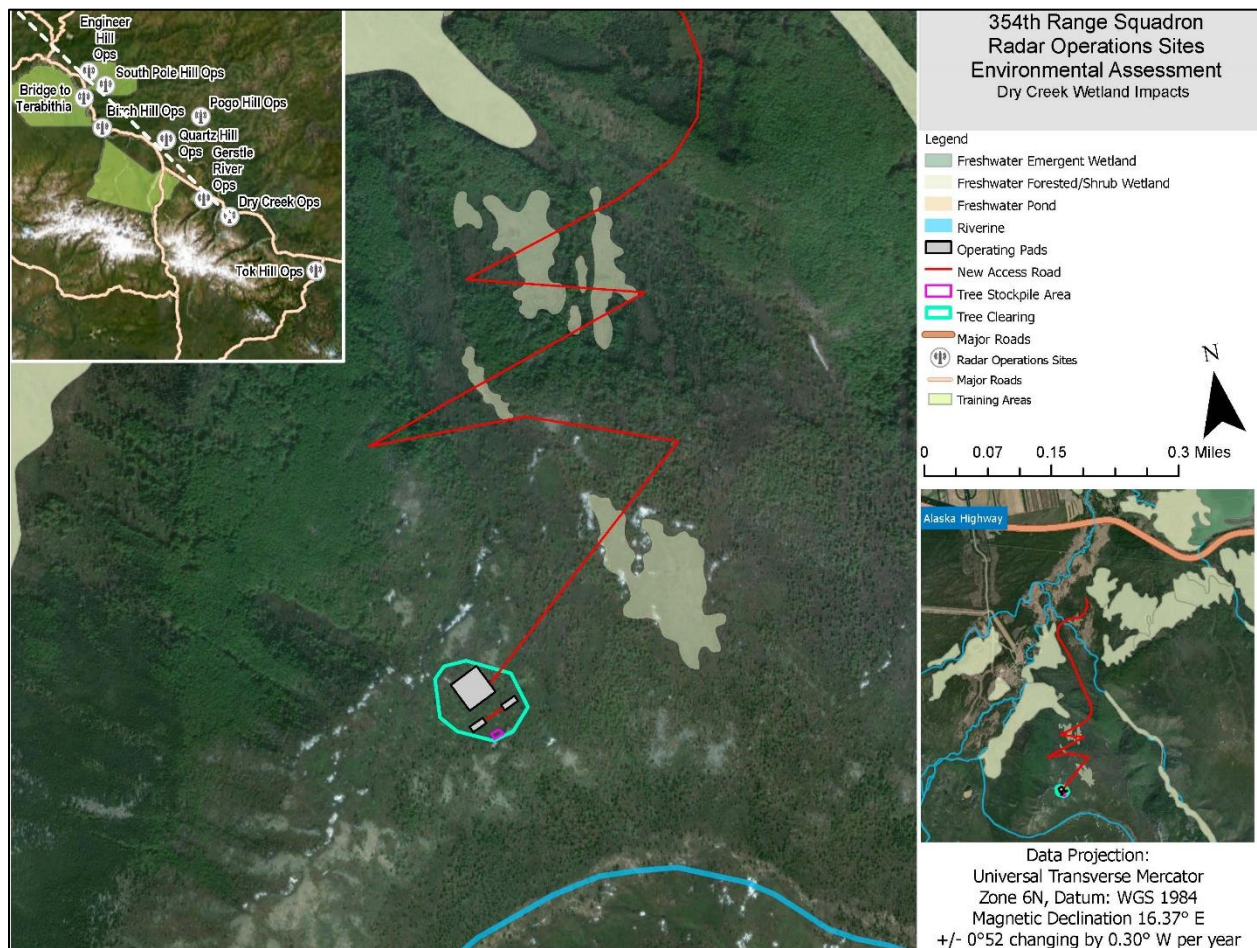 Engineer
Hill
Ops
South Pole Hill Ops
Bridge to
Terabithia
Birch Hill Ops
Pogo Hill Ops
Quartz Hill
Ops
Gerstle
River
Ops
Dry Creek Ops
Tok Hill Ops
354th Range Squadron
Radar Operations Sites
Environmental Assessment
Dry Creek Wetland Impacts
Legend
Freshwater Emergent Wetland
Freshwater Forested/Shrub Wetland
Freshwater Pond
Riverine
Operating Pads
New Access Road
Tree Stockpile Area
Tree Clearing
Major Roads
Radar Operations Sites
Major Roads
Training Areas
N
0 0.07 0.15 0.3 Miles
Alaska Highway
Data Projection:
Universal Transverse Mercator
Zone 6N, Datum: WGS 1984
Magnetic Declination 16.37° E
+/- 0°52 changing by 0.30° W per year